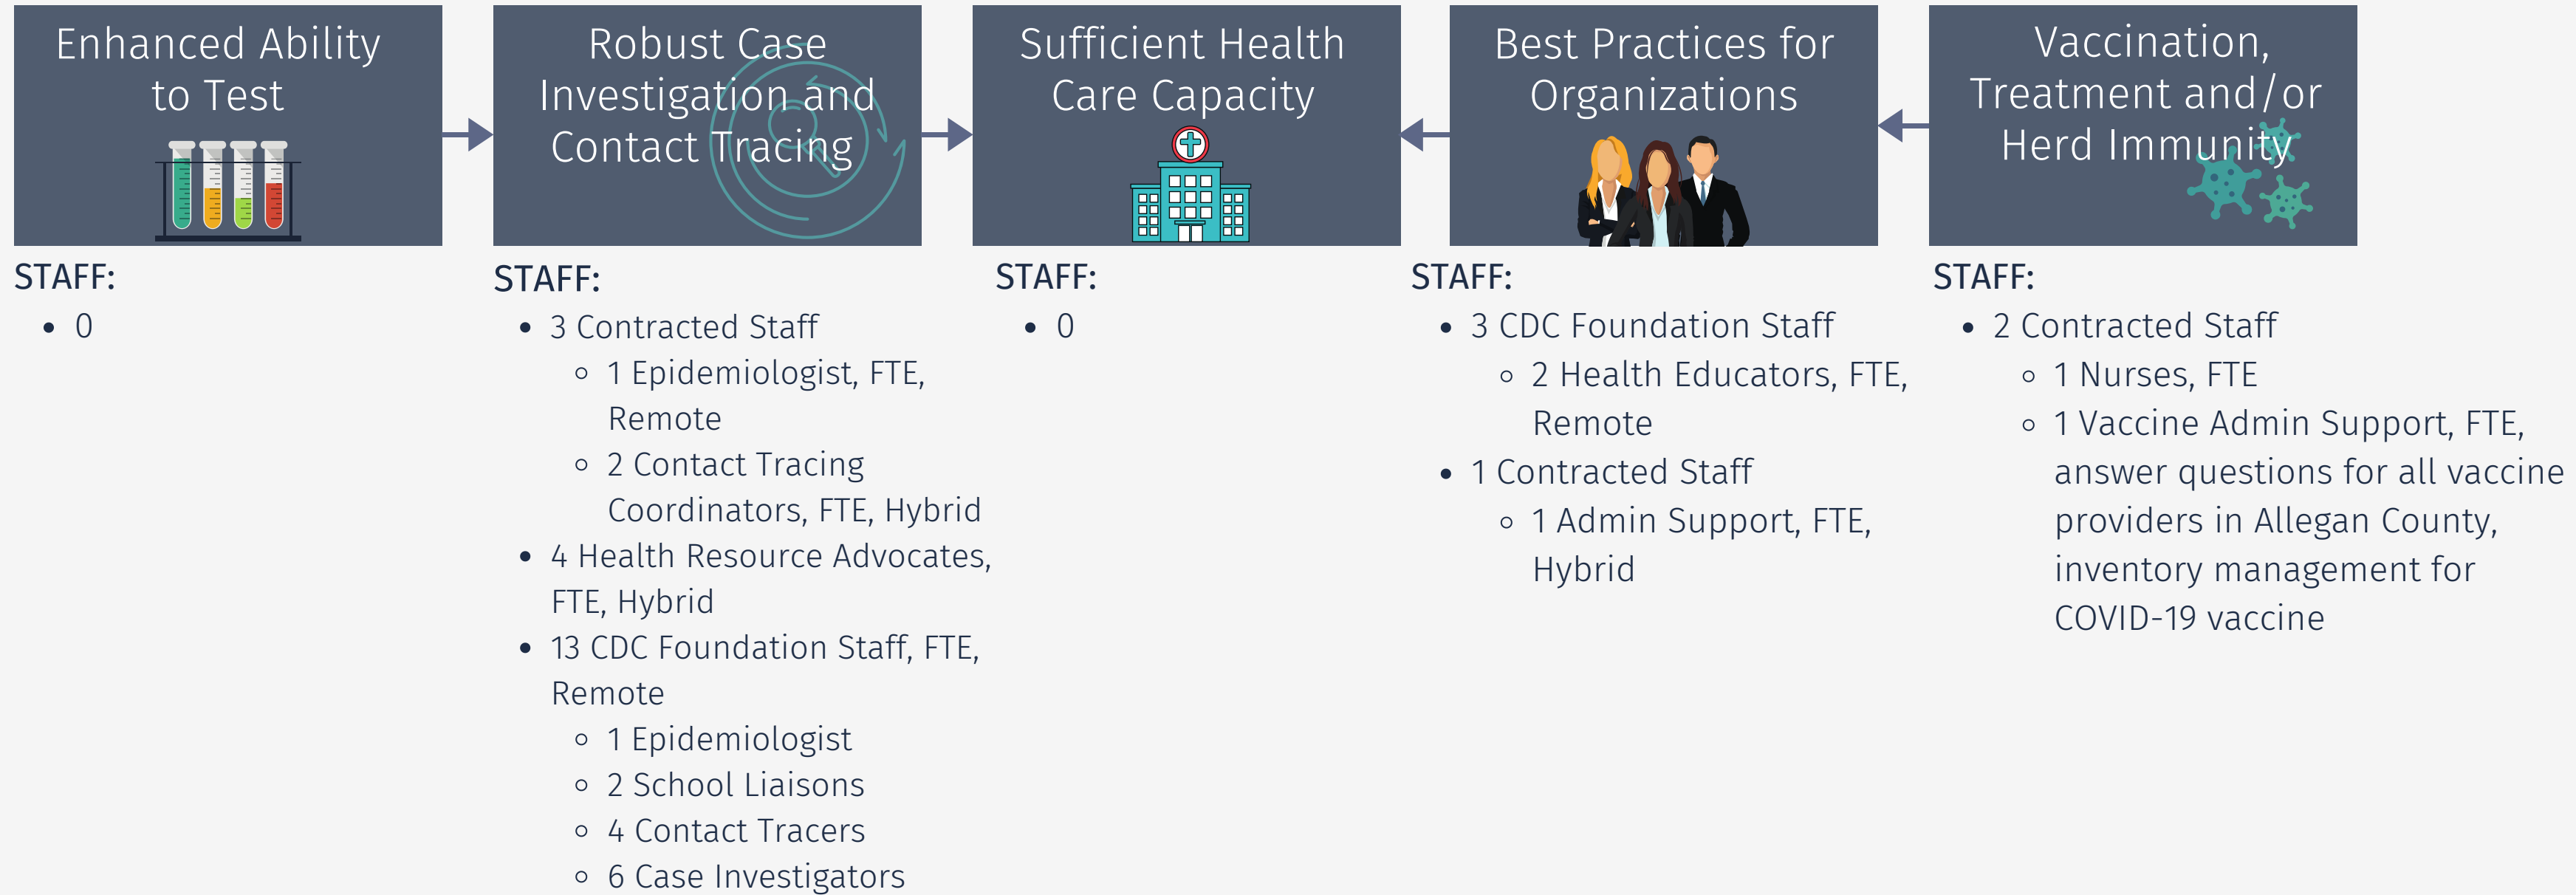 Enhanced Ability
to Test
STAFF:
• 0
Robust Case
Investigation and
Contact Tracing
STAFF:
• 3 Contracted Staff
◦ 1 Epidemiologist, FTE,
Remote
◦ 2 Contact Tracing
Coordinators, FTE, Hybrid
• 4 Health Resource Advocates,
FTE, Hybrid
• 13 CDC Foundation Staff, FTE,
Remote
◦ 1 Epidemiologist
◦ 2 School Liaisons
◦ 4 Contact Tracers
◦ 6 Case Investigators
Sufficient Health
Care Capacity
STAFF:
• 0
Best Practices for
Organizations
STAFF:
• 3 CDC Foundation Staff
◦ 2 Health Educators, FTE,
Remote
• 1 Contracted Staff
◦ 1 Admin Support, FTE,
Hybrid
Vaccination,
Treatment and/or
Herd Immunity
STAFF:
• 2 Contracted Staff
◦ 1 Nurses, FTE
◦ 1 Vaccine Admin Support, FTE,
answer questions for all vaccine
providers in Allegan County,
inventory management for
COVID-19 vaccine